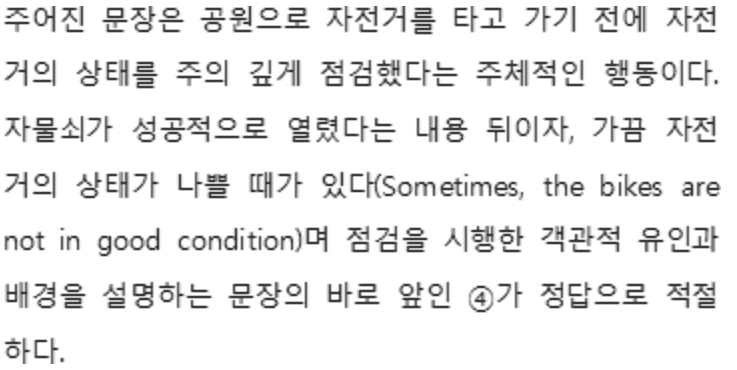 주어진 문장은 공원으로 자전거를 타고 가기 전에 자전
거의 상태를 주의 깊게 점검했다는 주체적인 행동이다.
자물쇠가 성공적으로 열렸다는 내용 뒤이자, 가끔 자전
거의 상태가 나쁠 때가 있다(Sometimes, the bikes are
not in good condition)며 점검을 시행한 객관적 유인과
배경을 설명하는 문장의 바로 앞인 ④가 정답으로 적절
하다.